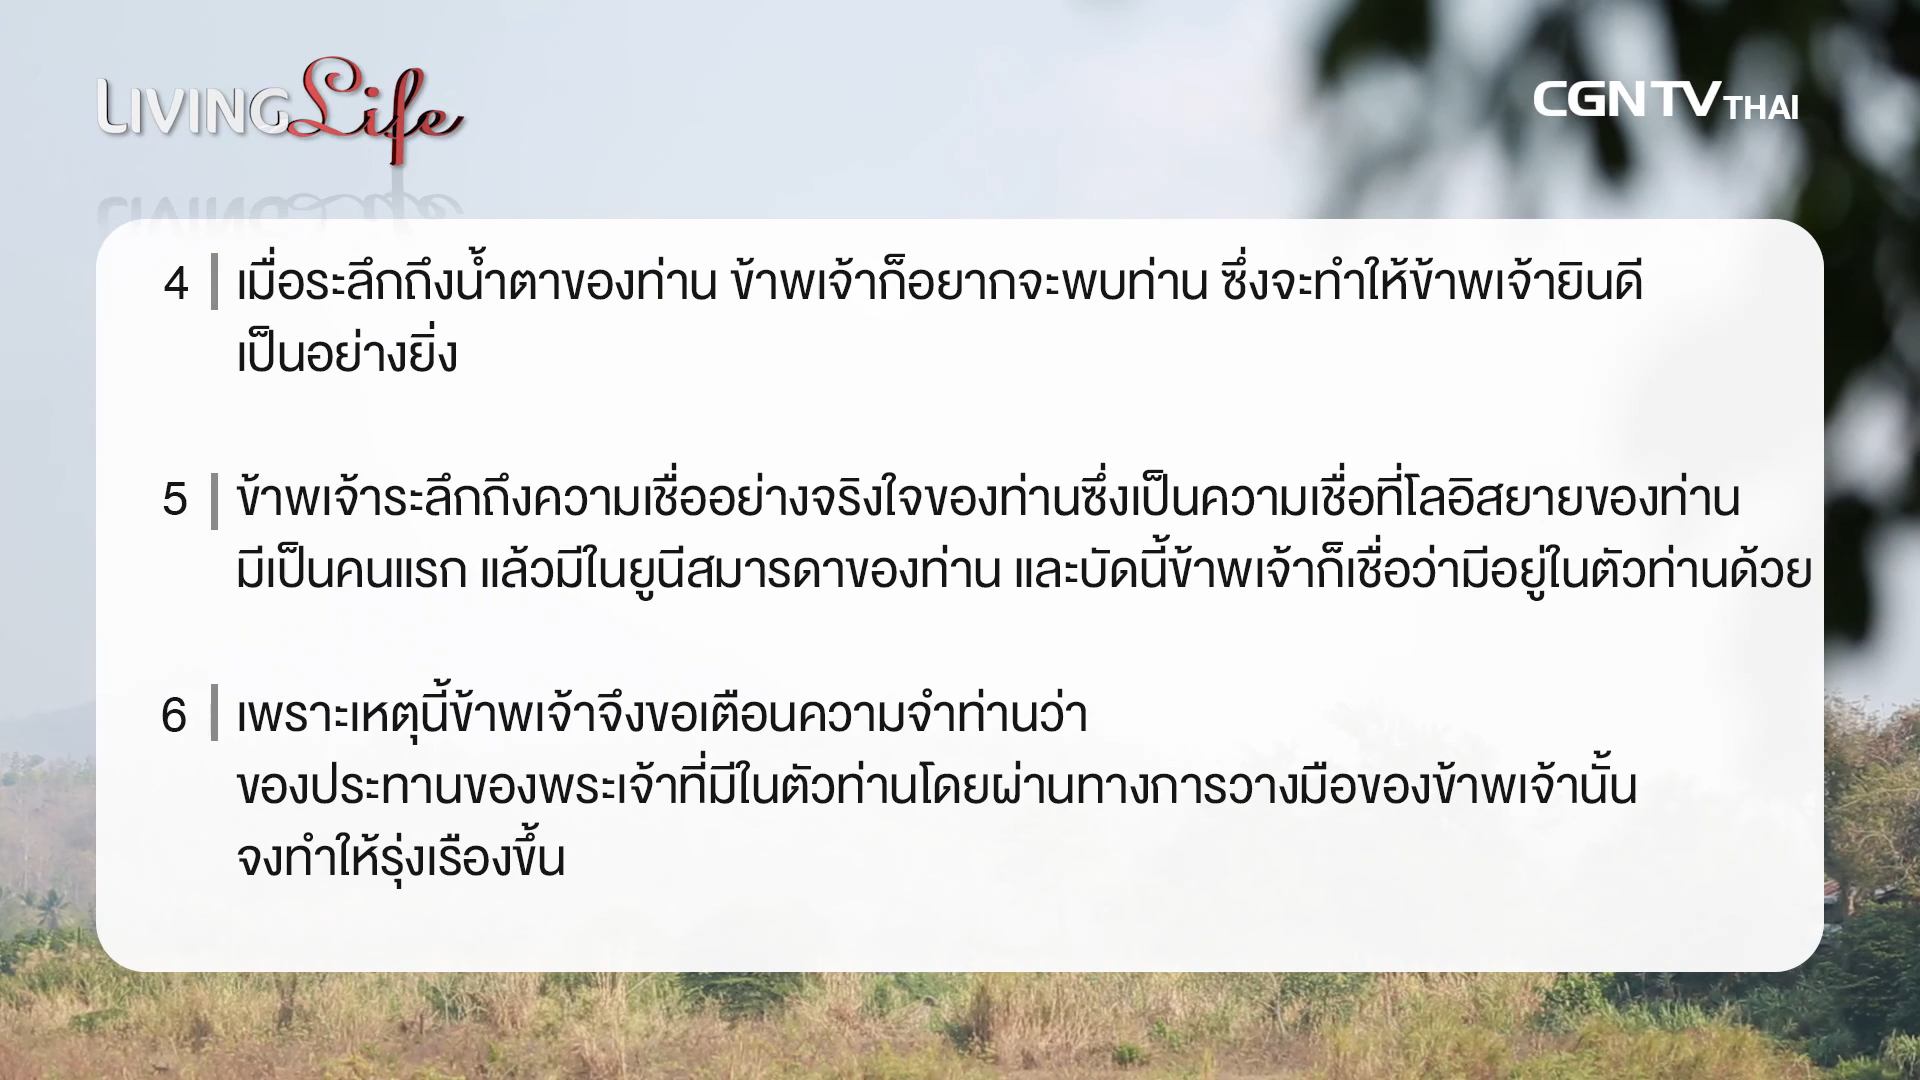 LIVING Life
CGNTV THAI
4 เมื่อระลึกถึงน้ำตาของท่าน ข้าพเจ้าก็อยากจะพบท่าน ซึ่งจะทำให้ข้าพเจ้ายินดี
เป็นอย่างยิ่ง
5 ข้าพเจ้าระลึกถึงความเชื่ออย่างจริงใจของท่านซึ่งเป็นความเชื่อที่โลอิสยายของท่าน
มีเป็นคนแรก แล้วมีในยูนีสมารดาของท่าน และบัดนี้ข้าพเจ้าก็เชื่อว่ามีอยู่ในตัวท่านด้วย
6 เพราะเหตุนี้ข้าพเจ้าจึงขอเตือนความจำท่านว่า
ของประทานของพระเจ้าที่มีในตัวท่านโดยผ่านทางการวางมือของข้าพเจ้านั้น
จงทำให้รุ่งเรืองขึ้น